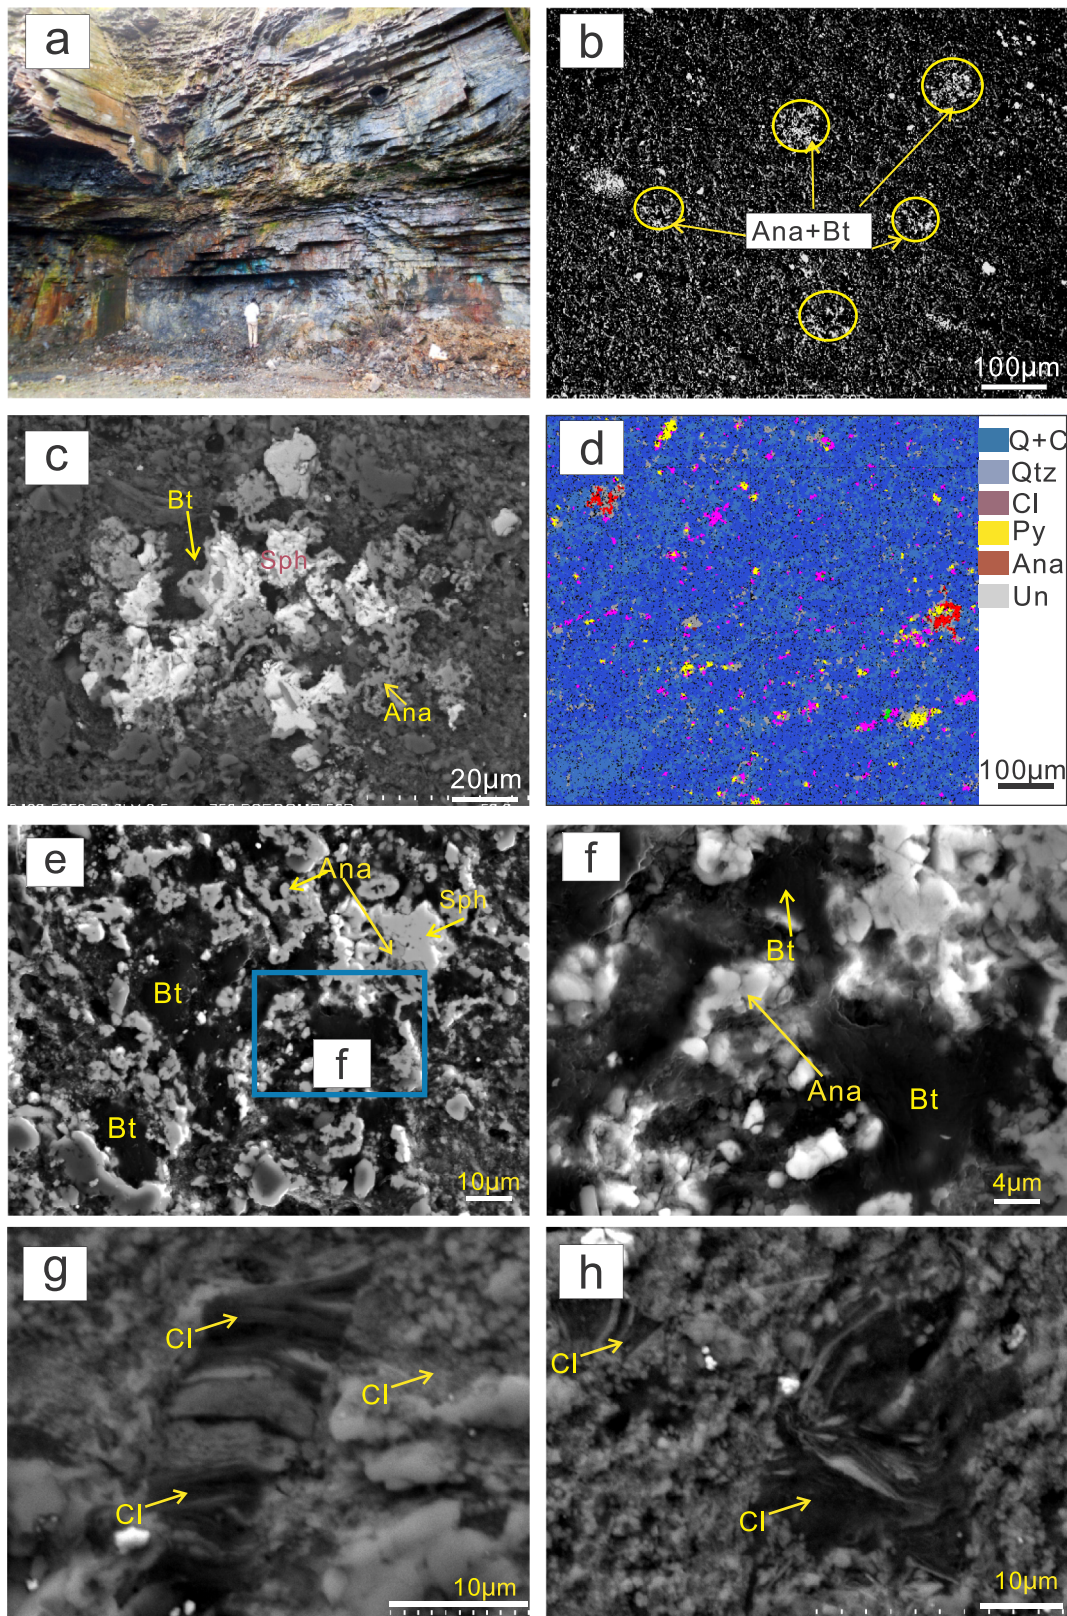 a
b
Ana+Bt
100μm
c
Bt
Sph
Ana
20μm
d
Q+C
Qtz
Cl
Py
Ana
Un
100μm
e
Ana
Sph
Bt
f
Bt
10μm
f
Bt
Ana
Bt
4μm
g
Cl
Cl
Cl
10μm
h
Cl
Cl
10μm